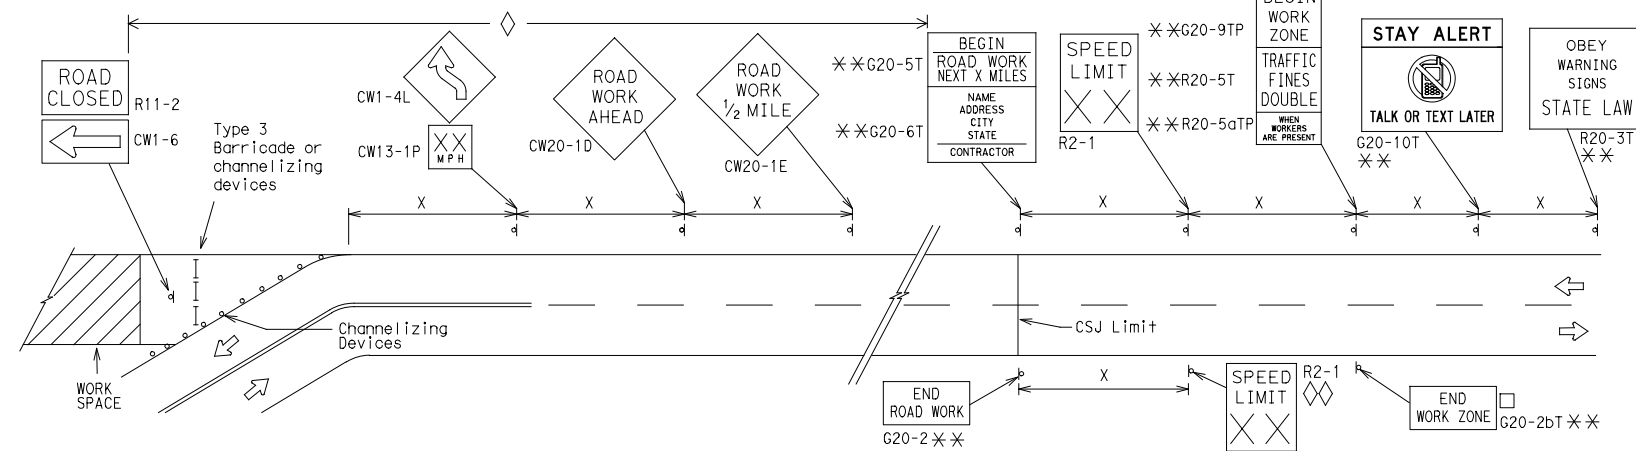 ROAD
CLOSED
R11-2
CW1-6
Type 3
Barricade or
channelizing
devices
CW1-4L
CW13-1P
XX
MPH
ROAD
WORK
AHEAD
CW20-1D
ROAD
WORK
1/2 MILE
CW20-1E
**G20-5T
**G20-6T
BEGIN
ROAD WORK
NEXT X MILES
NAME
ADDRESS
CITY
STATE
CONTRACTOR
SPEED
LIMIT
XX
R2-1
**G20-9TP
**R20-5T
**R20-5aTP
BEGIN
WORK
ZONE
TRAFFIC
FINES
DOUBLE
WHEN
WORKERS
ARE PRESENT
STAY ALERT
TALK OR TEXT LATER
G20-10T
**
OBEY
WARNING
SIGNS
STATE LAW
R20-3T
**
X
X
X
X
X
X
X
Channelizing
Devices
CSJ Limit
WORK
SPACE
END
ROAD WORK
G20-2**
X
SPEED
LIMIT
XX
R2-1
END
WORK ZONE
G20-2bT**